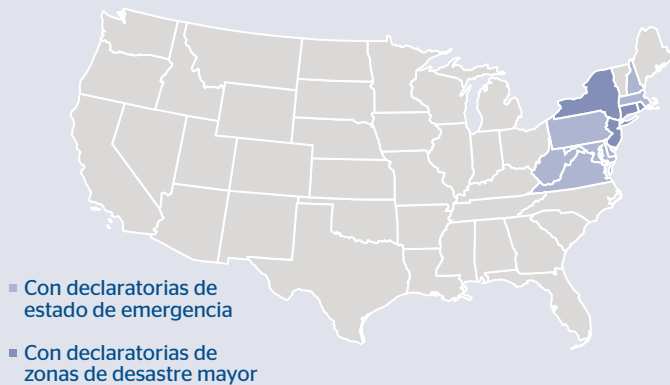 Con declaratorias de
estado de emergencia
Con declaratorias de
zonas de desastre mayor